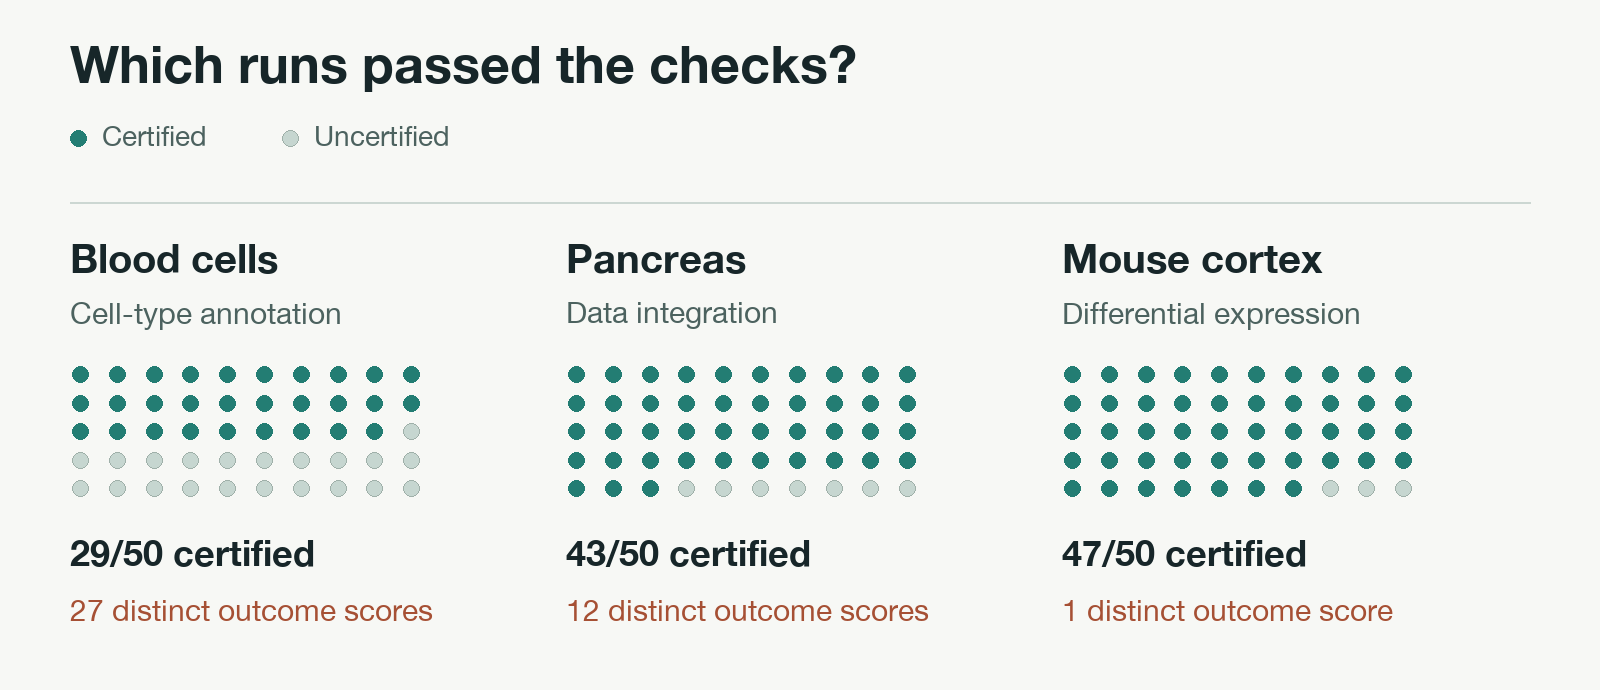 Which runs passed the checks?
Certified
Uncertified
Blood cells
Cell-type annotation
29/50 certified
27 distinct outcome scores
Pancreas
Data integration
43/50 certified
12 distinct outcome scores
Mouse cortex
Differential expression
47/50 certified
1 distinct outcome score